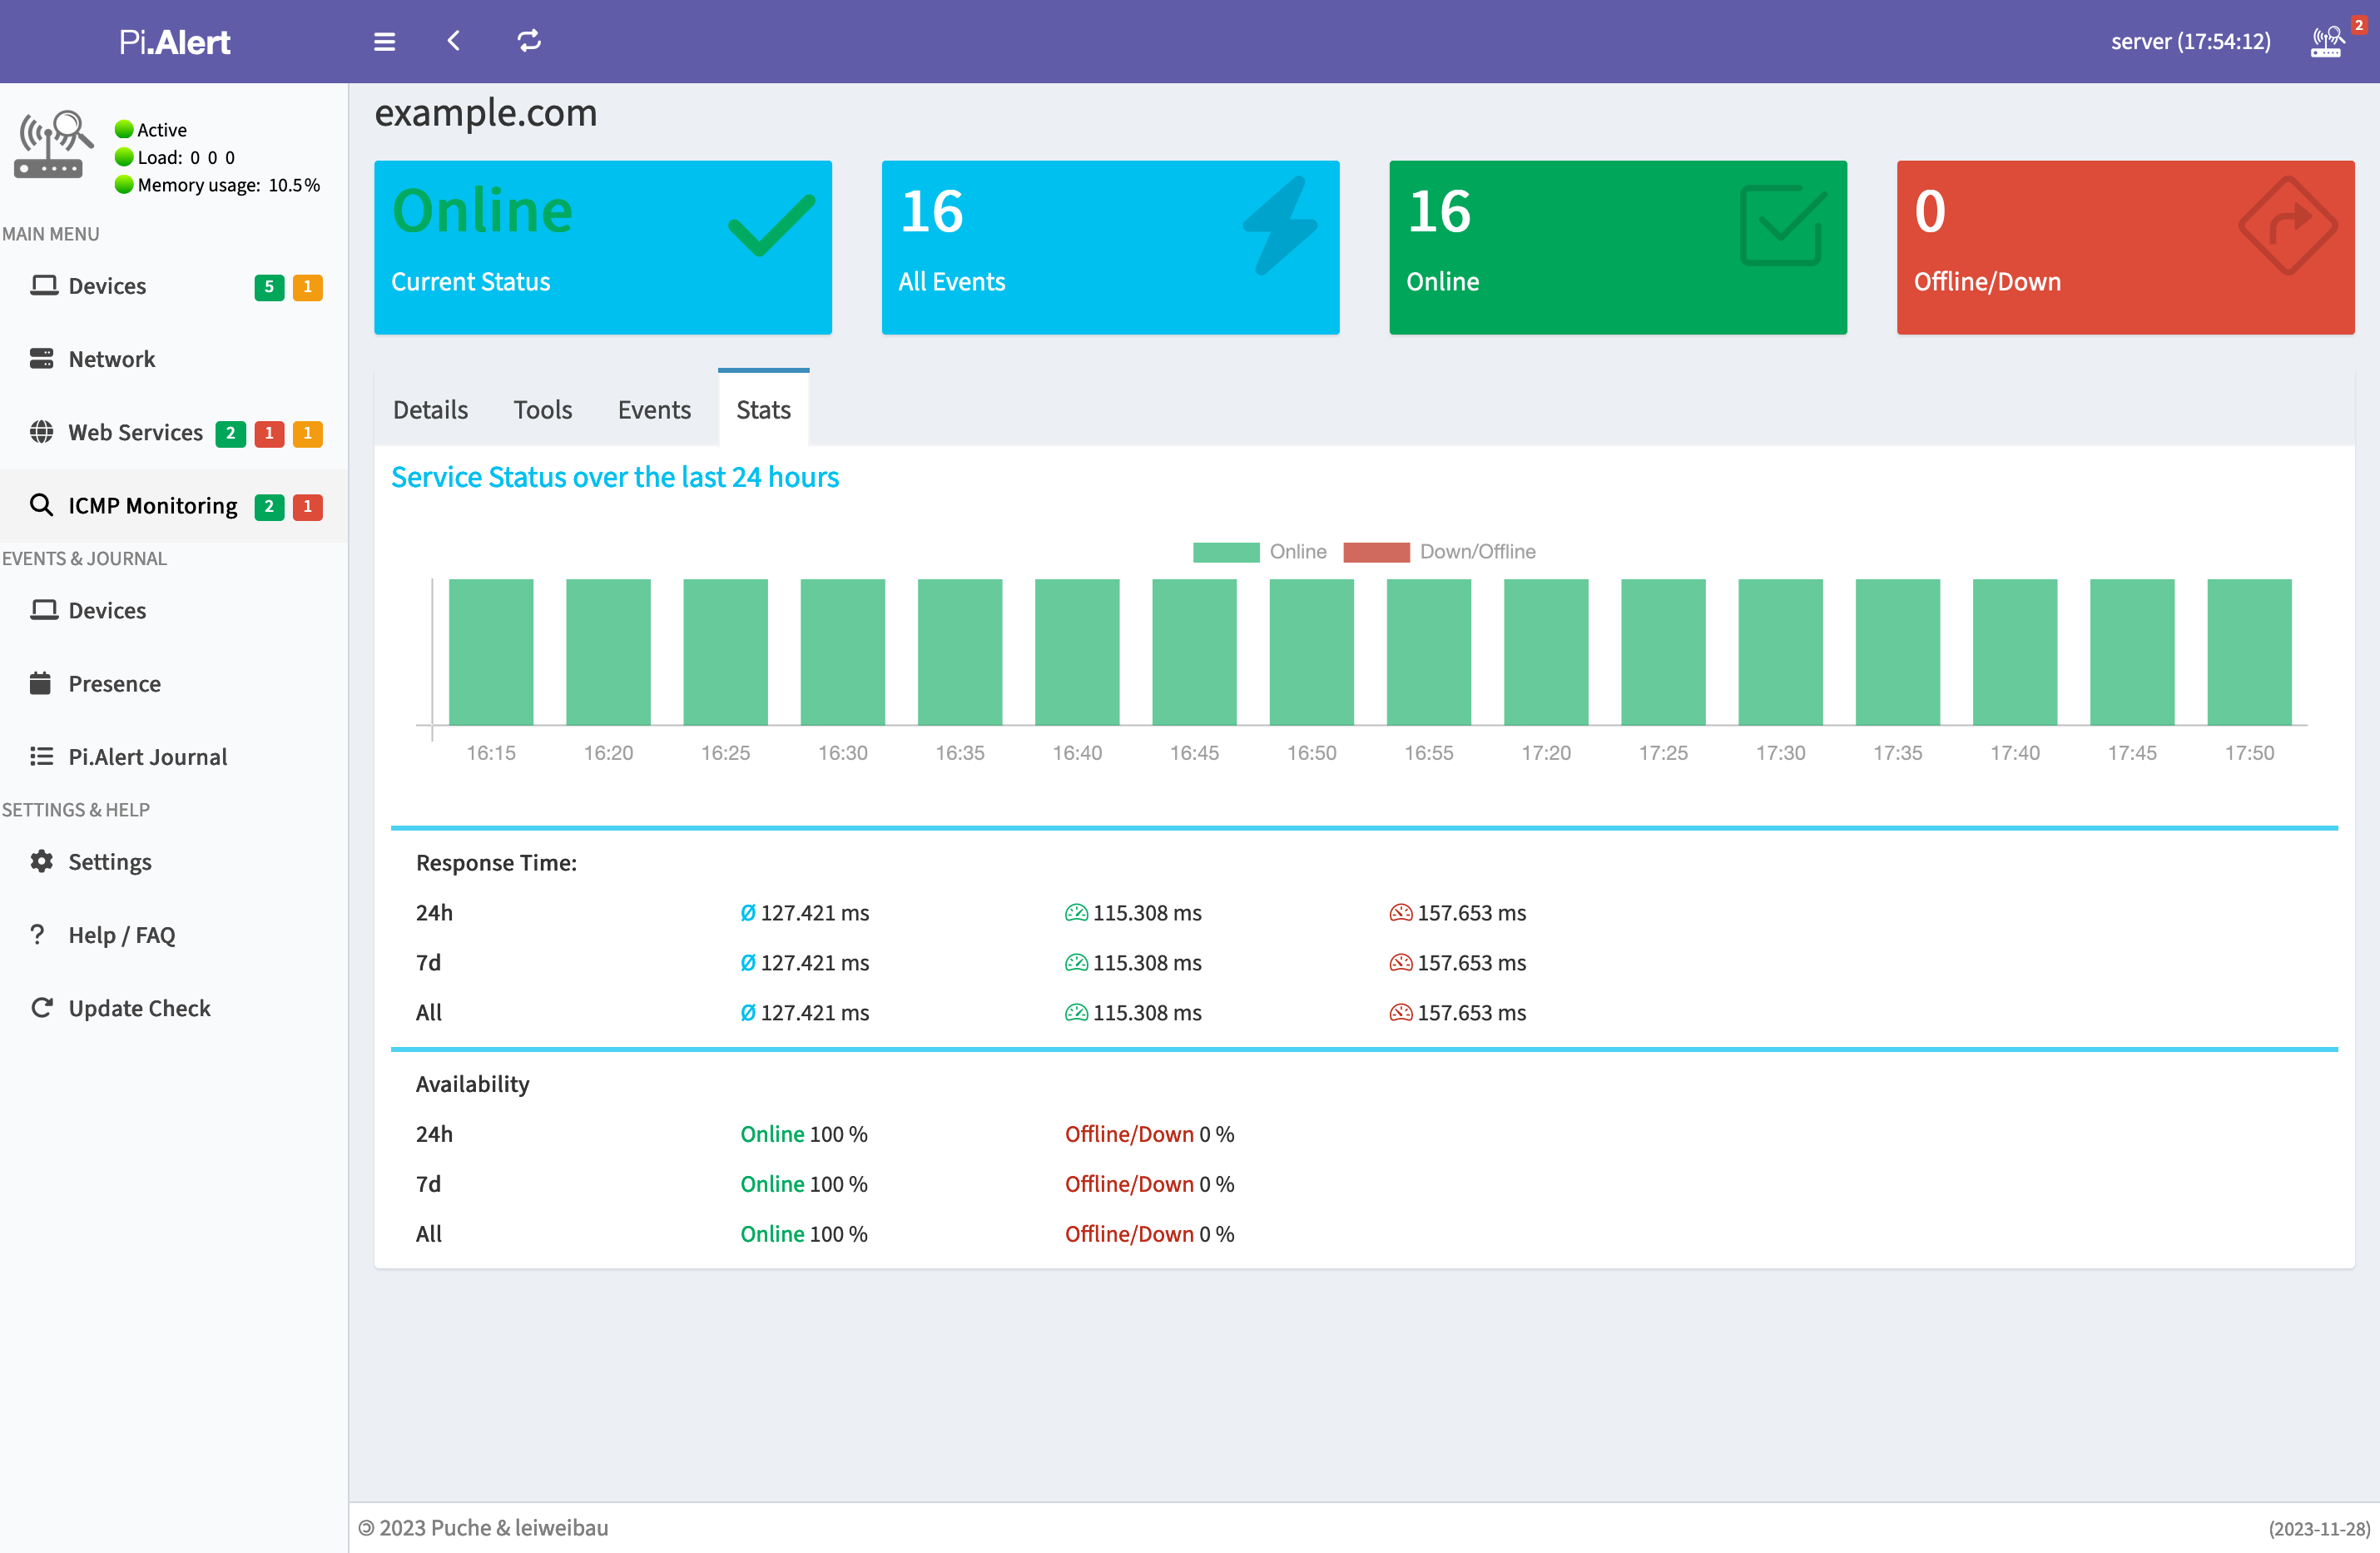 Pi.Alert
server (17:54:12)
2
Active
Load: 0 0 0
Memory usage: 10.5%
MAIN MENU
Devices 5 1
Network
Web Services 2 1 1
ICMP Monitoring 2 1
EVENTS & JOURNAL
Devices
Presence
Pi.Alert Journal
SETTINGS & HELP
Settings
Help / FAQ
Update Check
example.com
Online
Current Status
16
All Events
16
Online
0
Offline/Down
Details Tools Events Stats
Service Status over the last 24 hours
Online Down/Offline
16:15 16:20 16:25 16:30 16:35 16:40 16:45 16:50 16:55 17:20 17:25 17:30 17:35 17:40 17:45 17:50
Response Time:
24h Ø 127.421 ms 115.308 ms 157.653 ms
7d Ø 127.421 ms 115.308 ms 157.653 ms
All Ø 127.421 ms 115.308 ms 157.653 ms
Availability
24h Online 100 % Offline/Down 0 %
7d Online 100 % Offline/Down 0 %
All Online 100 % Offline/Down 0 %
🄯 2023 Puche & leiweibau
(2023-11-28)